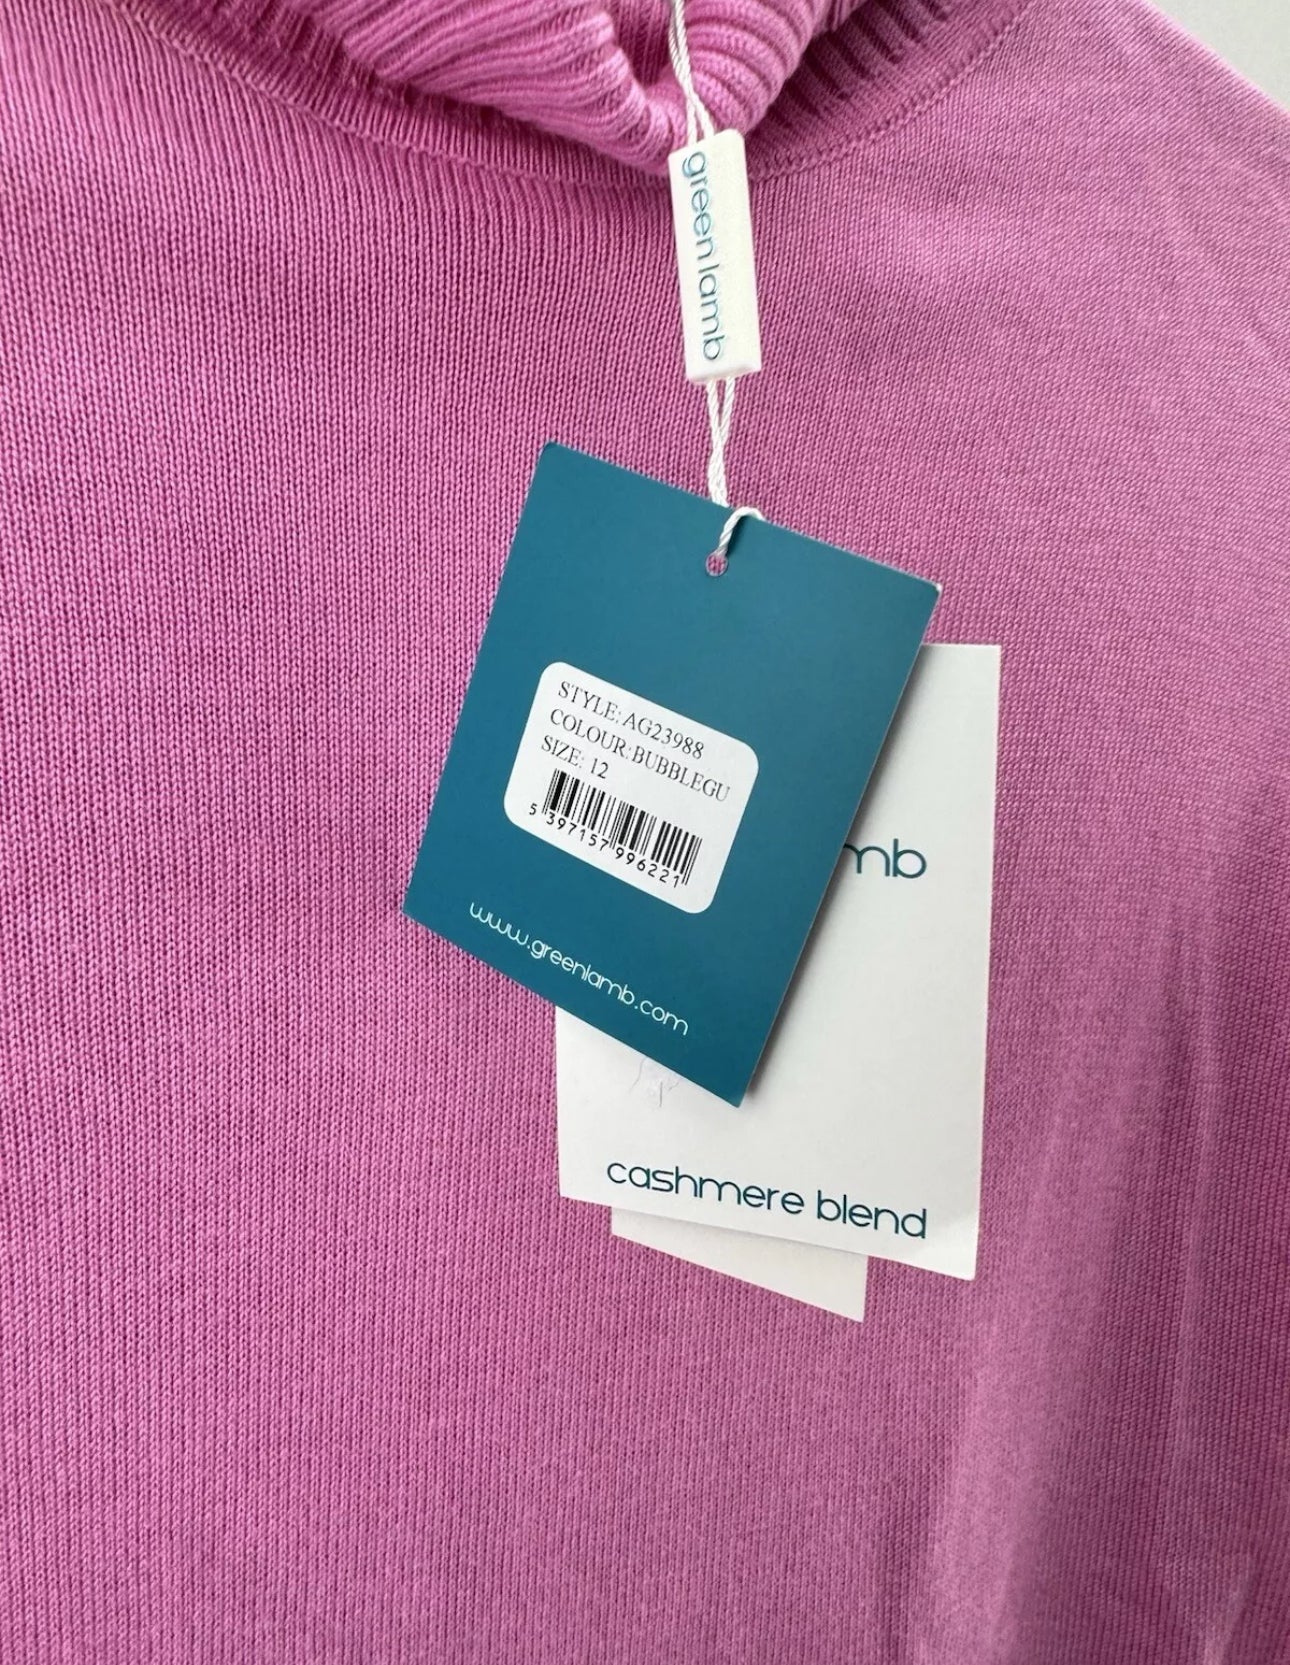 greenlamb
STYLE: AG23988
COLOUR: BUBBLEGU
SIZE: 12
5 397157 996221
www.greenlamb.com
mb
cashmere blend